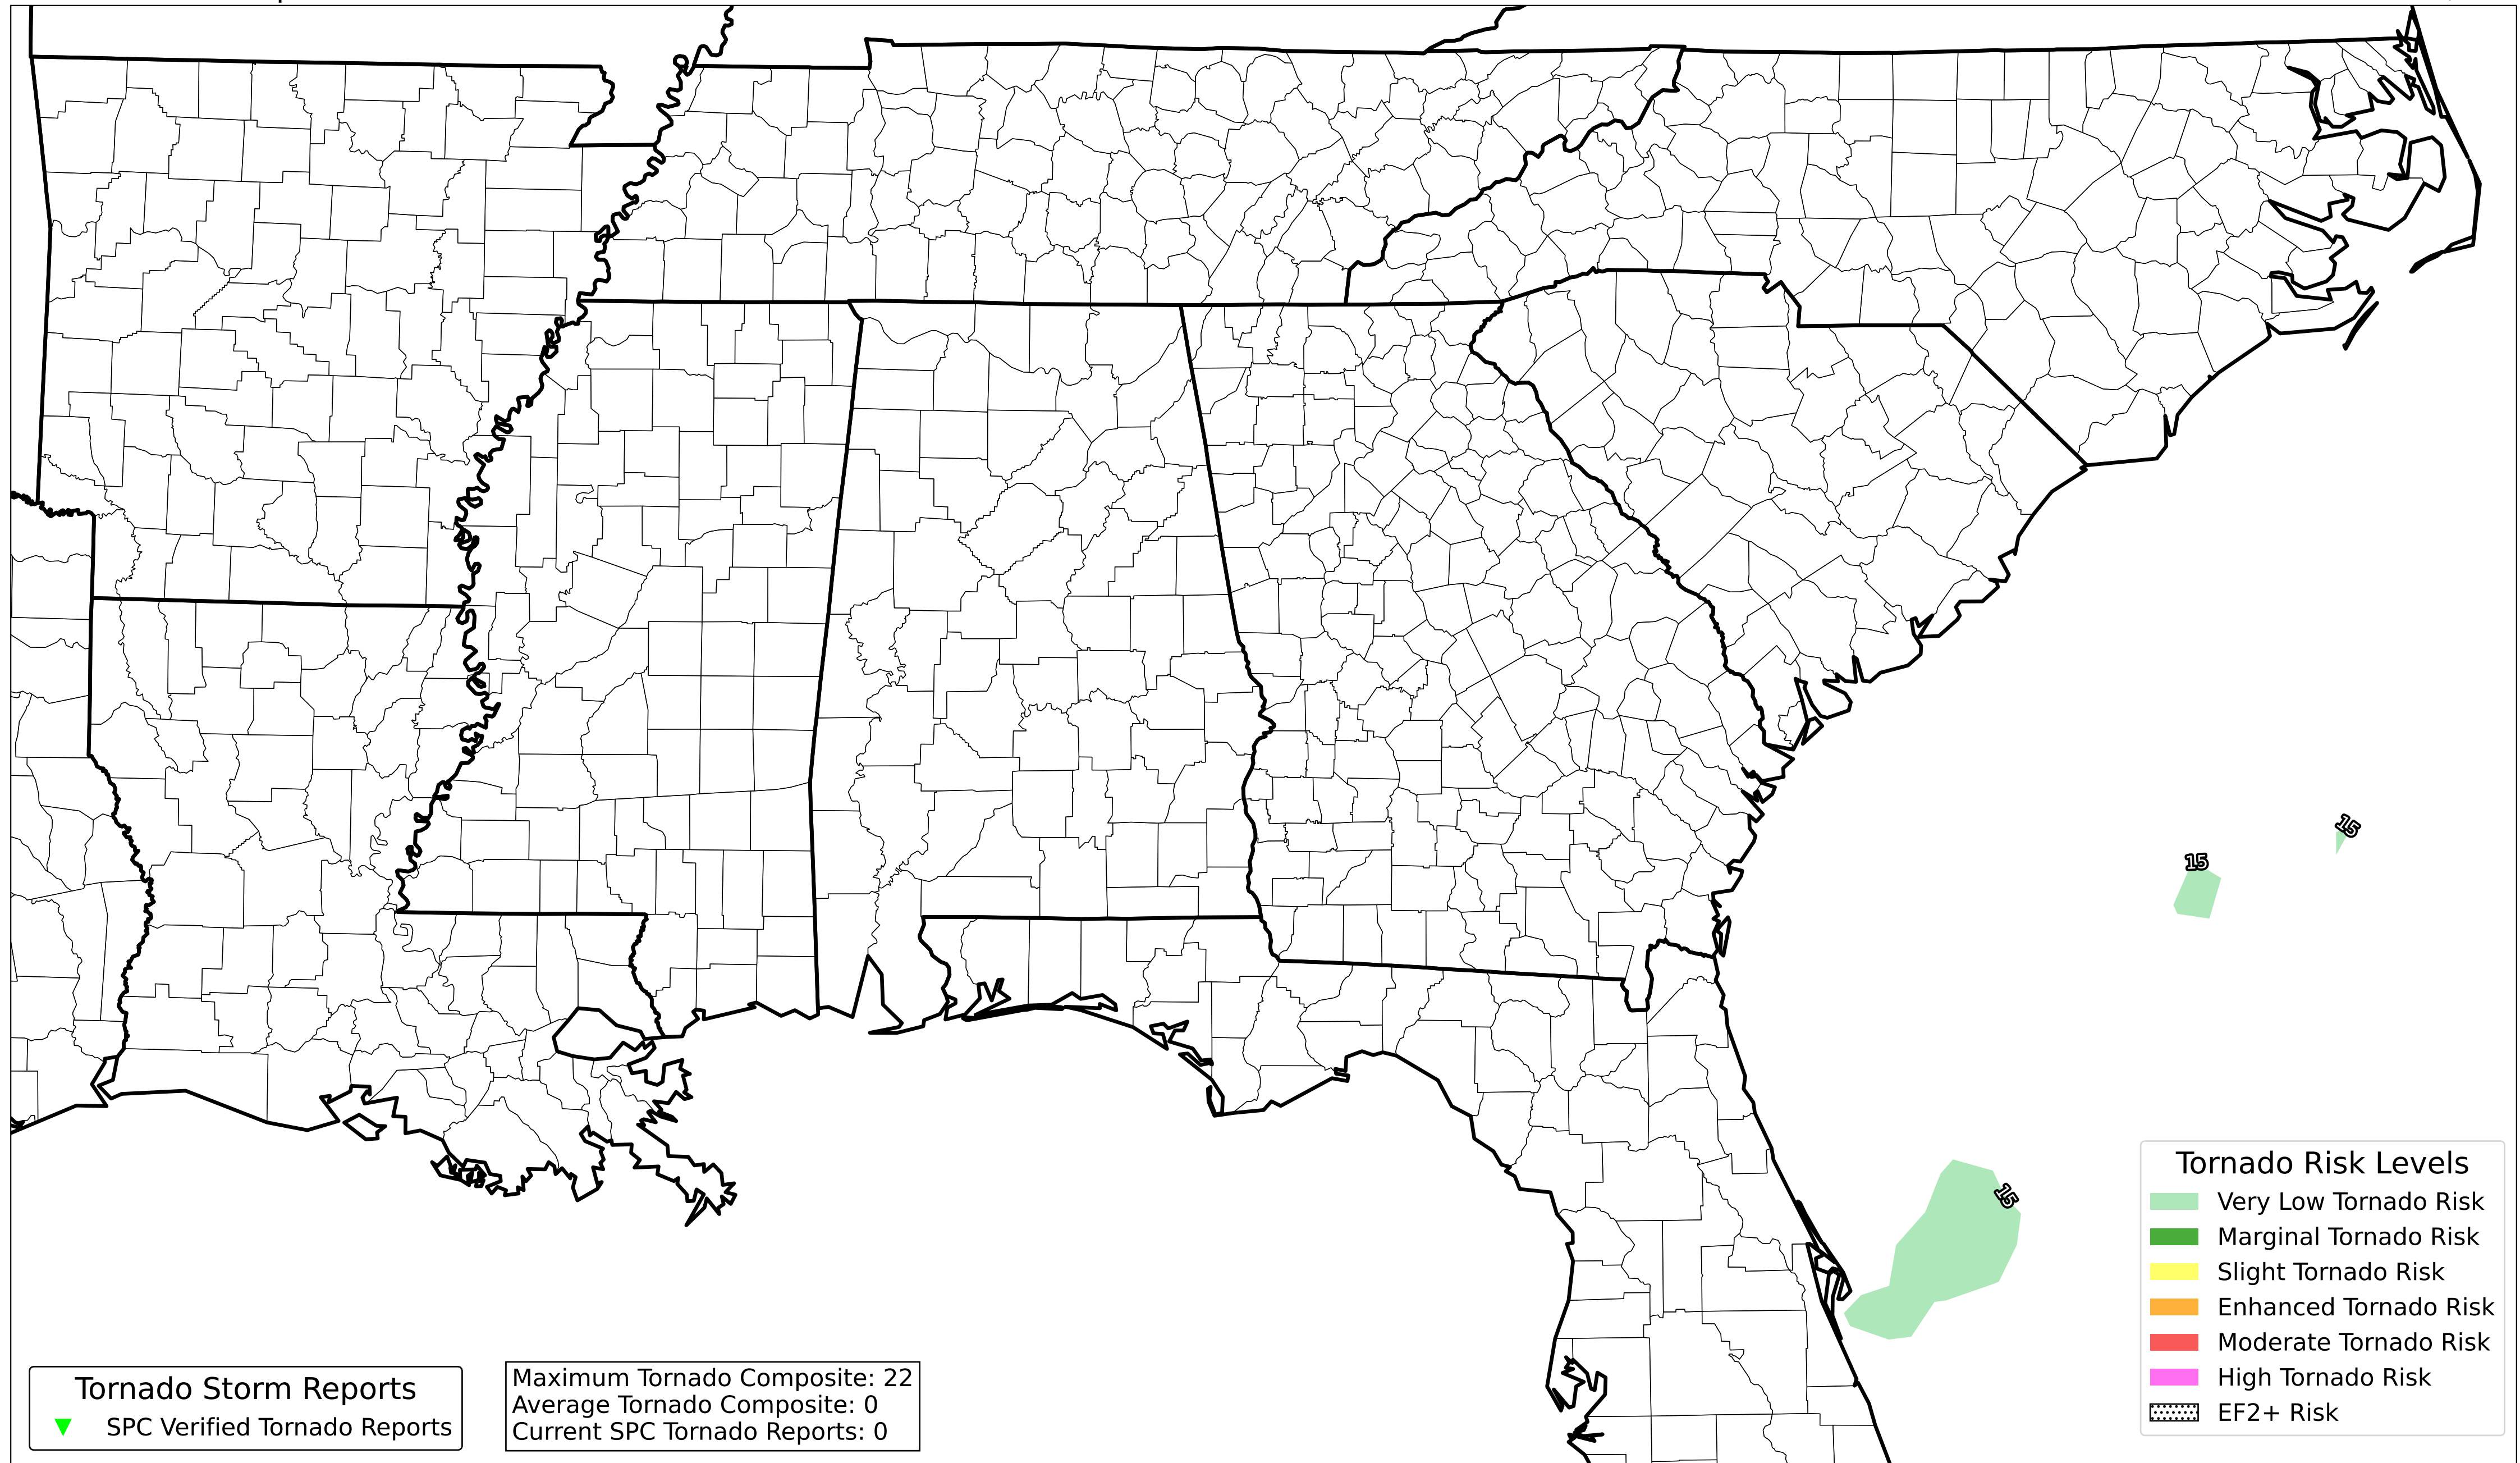 15
15
15
Tornado Risk Levels
Very Low Tornado Risk
Marginal Tornado Risk
Slight Tornado Risk
Enhanced Tornado Risk
Moderate Tornado Risk
High Tornado Risk
EF2+ Risk
Tornado Storm Reports
SPC Verified Tornado Reports
Maximum Tornado Composite: 22
Average Tornado Composite: 0
Current SPC Tornado Reports: 0